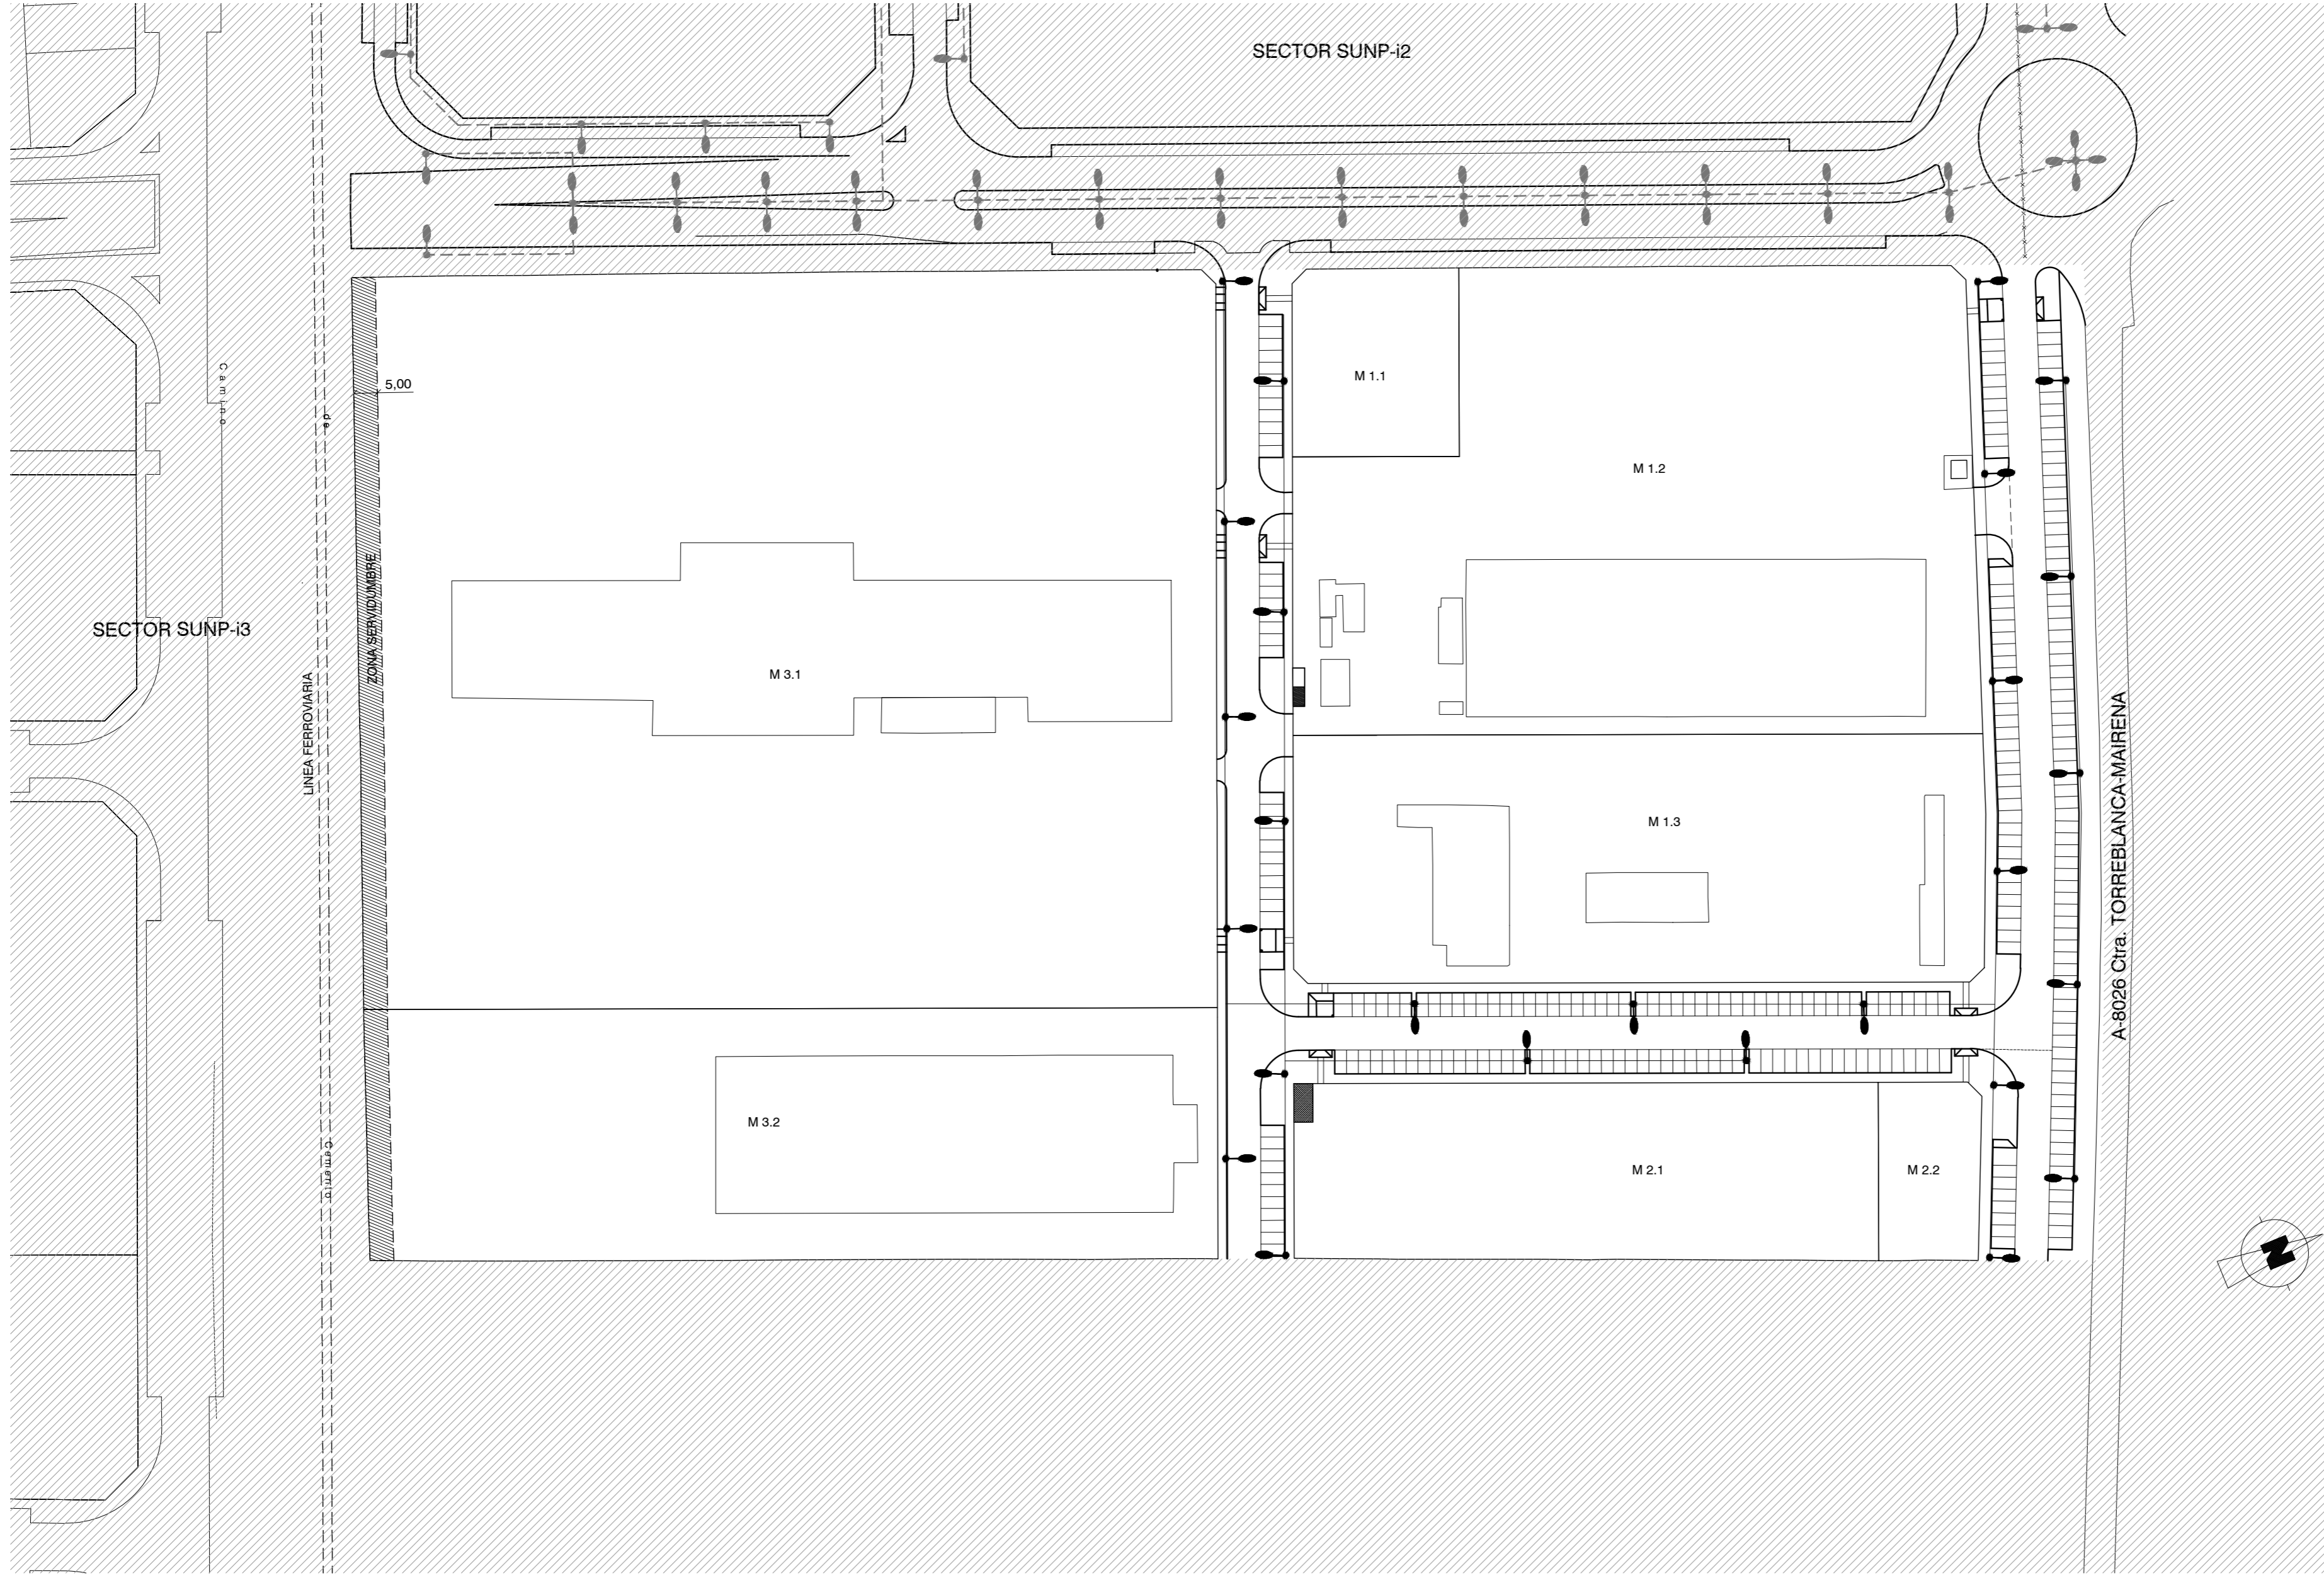 SECTOR SUNP-i2
Camino
5,00
de
M 1.1
M 1.2
ZONA SERVIDUMBRE
SECTOR SUNP-i3
LINEA FERROVIARIA
M 3.1
M 1.3
A-8026 Ctra. TORREBLANCA-MAIRENA
M 3.2
Cementо
M 2.1
M 2.2
N